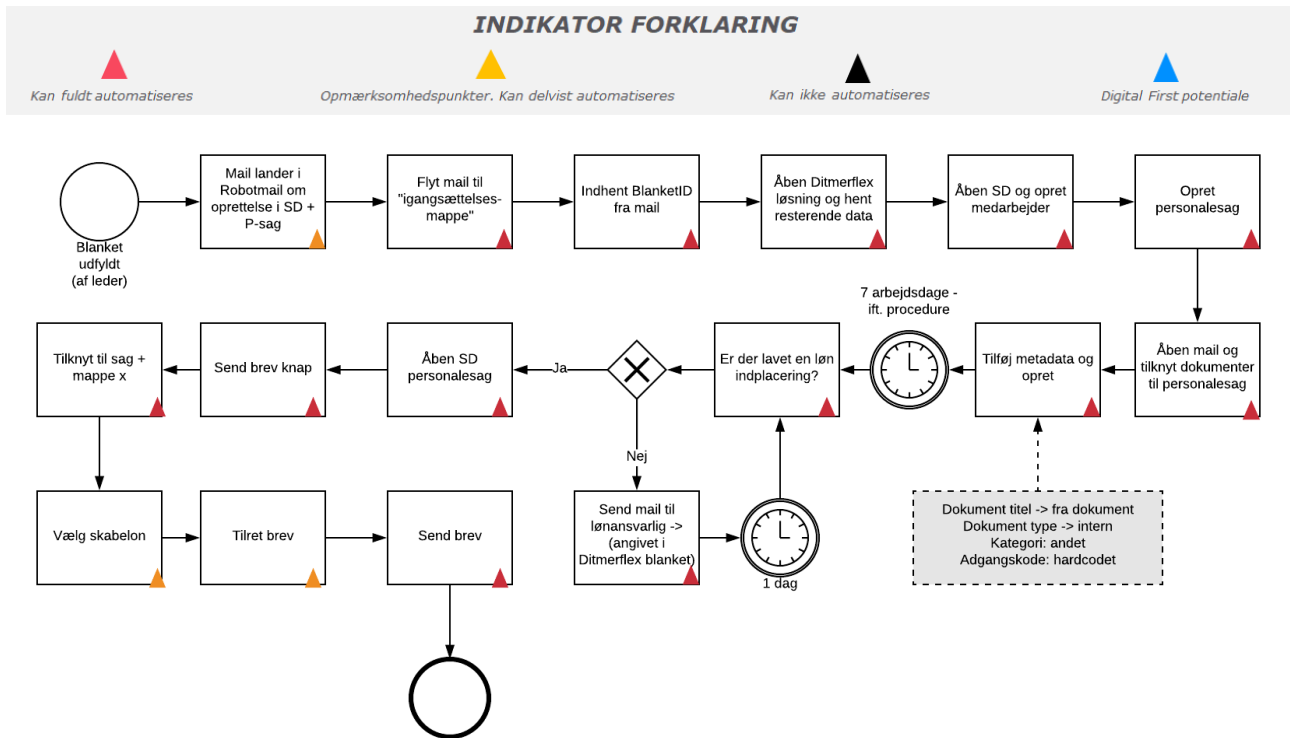 INDIKATOR FORKLARING
Kan fuldt automatiseres
Opmærksomhedspunkter. Kan delvist automatiseres
Kan ikke automatiseres
Digital First potentiale
Blanket
udfyldt
(af leder)
Mail lander i
Robotmail om
oprettelse i SD +
P-sag
Flyt mail til
"igangsættelses-
mappe"
Indhent BlanketID
fra mail
Åben Ditmerflex
løsning og hent
resterende data
Åben SD og opret
medarbejder
Opret
personalesag
Åben mail og
tilknyt dokumenter
til personalesag
Tilføj metadata og
opret
Dokument titel -> fra dokument
Dokument type -> intern
Kategori: andet
Adgangskode: hardcodet
7 arbejdsdage -
ift. procedure
Er der lavet en løn
indplacering?
Nej
Send mail til
lønansvarlig ->
(angivet i
Ditmerflex blanket)
1 dag
Ja
Åben SD
personalesag
Send brev knap
Tilknyt til sag +
mappe x
Vælg skabelon
Tilret brev
Send brev